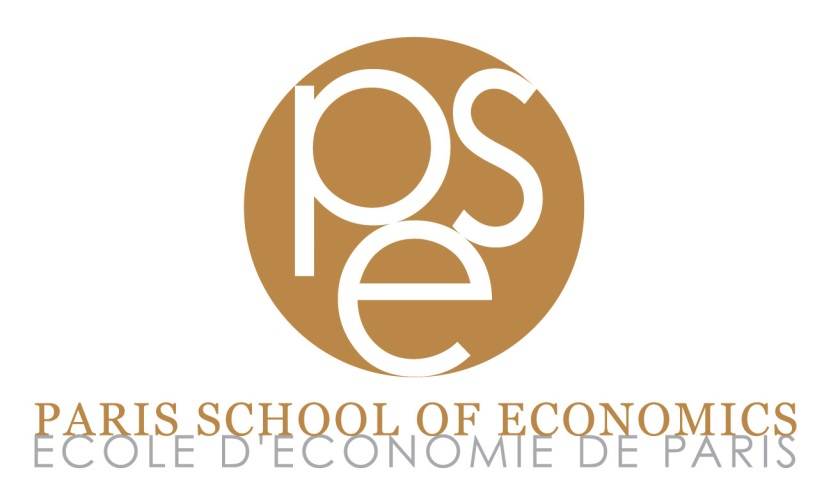 pse
PARIS SCHOOL OF ECONOMICS
ECOLE D'ECONOMIE DE PARIS